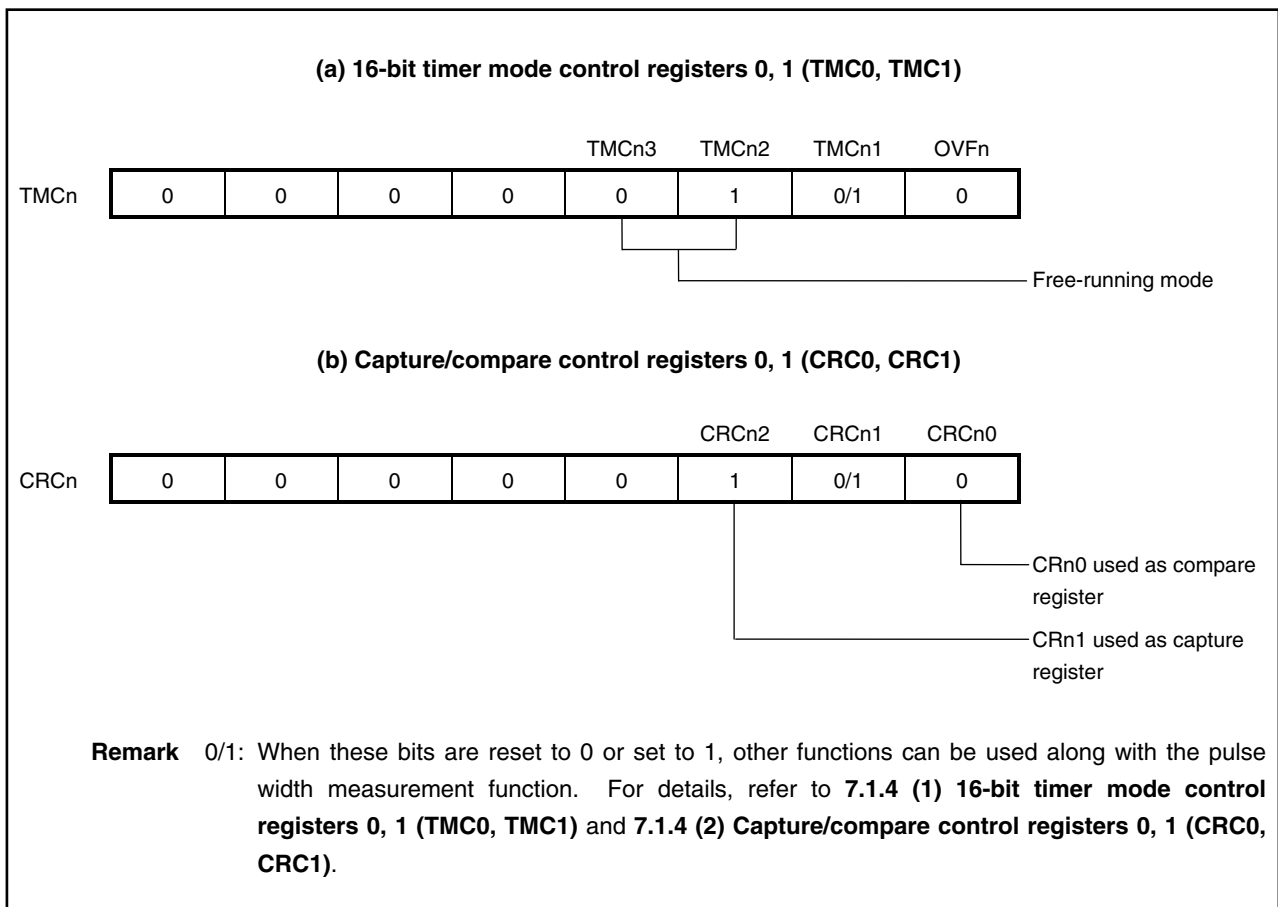 (a) 16-bit timer mode control registers 0, 1 (TMC0, TMC1)
TMCn3 TMCn2 TMCn1 OVFn
TMCn 0 0 0 0 0 1 0/1 0
Free-running mode
(b) Capture/compare control registers 0, 1 (CRC0, CRC1)
CRCn2 CRCn1 CRCn0
CRCn 0 0 0 0 0 1 0/1 0
CRn0 used as compare
register
CRn1 used as capture
register
Remark 0/1: When these bits are reset to 0 or set to 1, other functions can be used along with the pulse
width measurement function. For details, refer to 7.1.4 (1) 16-bit timer mode control
registers 0, 1 (TMC0, TMC1) and 7.1.4 (2) Capture/compare control registers 0, 1 (CRC0,
CRC1).